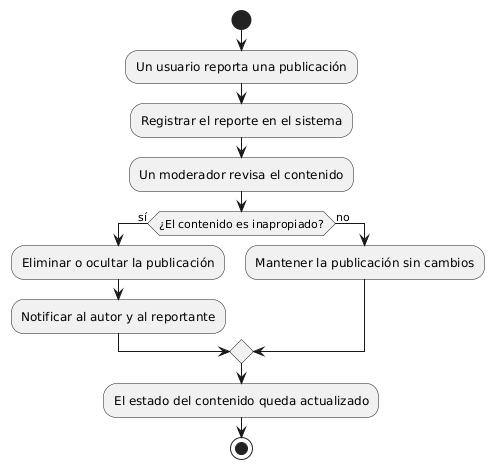 Un usuario reporta una publicación
Registrar el reporte en el sistema
Un moderador revisa el contenido
sí
¿El contenido es inapropiado?
no
Eliminar o ocultar la publicación
Mantener la publicación sin cambios
Notificar al autor y al reportante
El estado del contenido queda actualizado